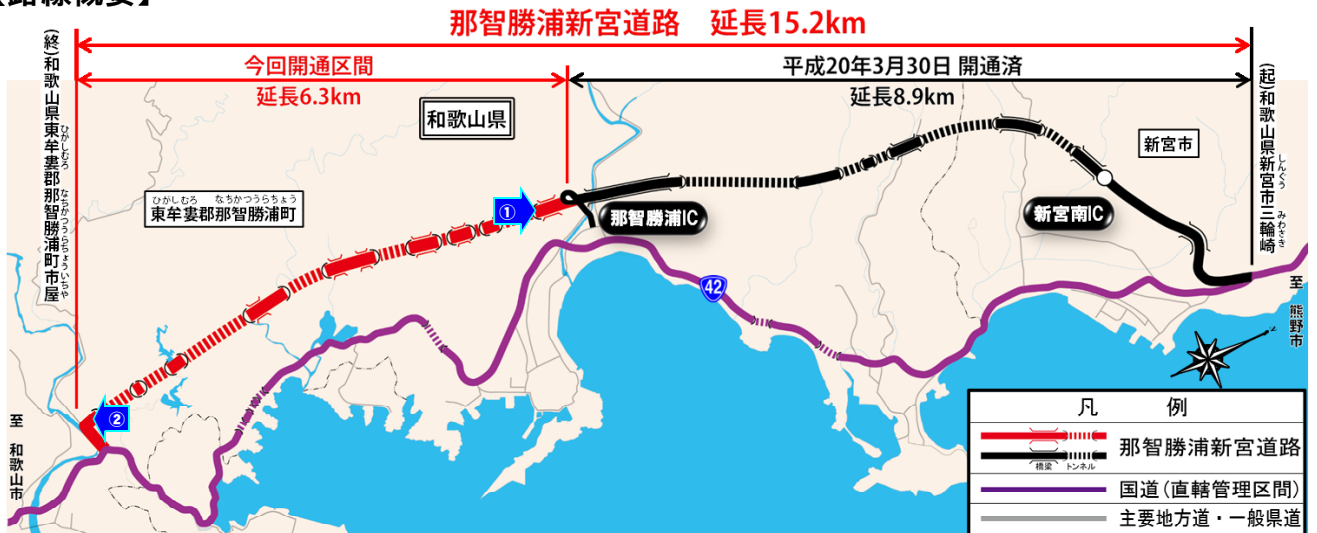 【路線概要】
那智勝浦新宮道路 延長15.2km
今回開通区間
延長6.3km
平成20年3月30日 開通済
延長8.9km
(終)和歌山県東牟婁郡那智勝浦町市屋
ひがしむろ なちかつうらちょういちや
(起)和歌山県新宮市三輪崎
しんぐう みわさき
和歌山県
新宮市
ひがしむろ なちかつうらちょう
東牟婁郡那智勝浦町
①
那智勝浦IC
新宮南IC
42
至 熊野市
②
至 和歌山市
凡 例
橋梁 トンネル
那智勝浦新宮道路
国道(直轄管理区間)
主要地方道・一般県道